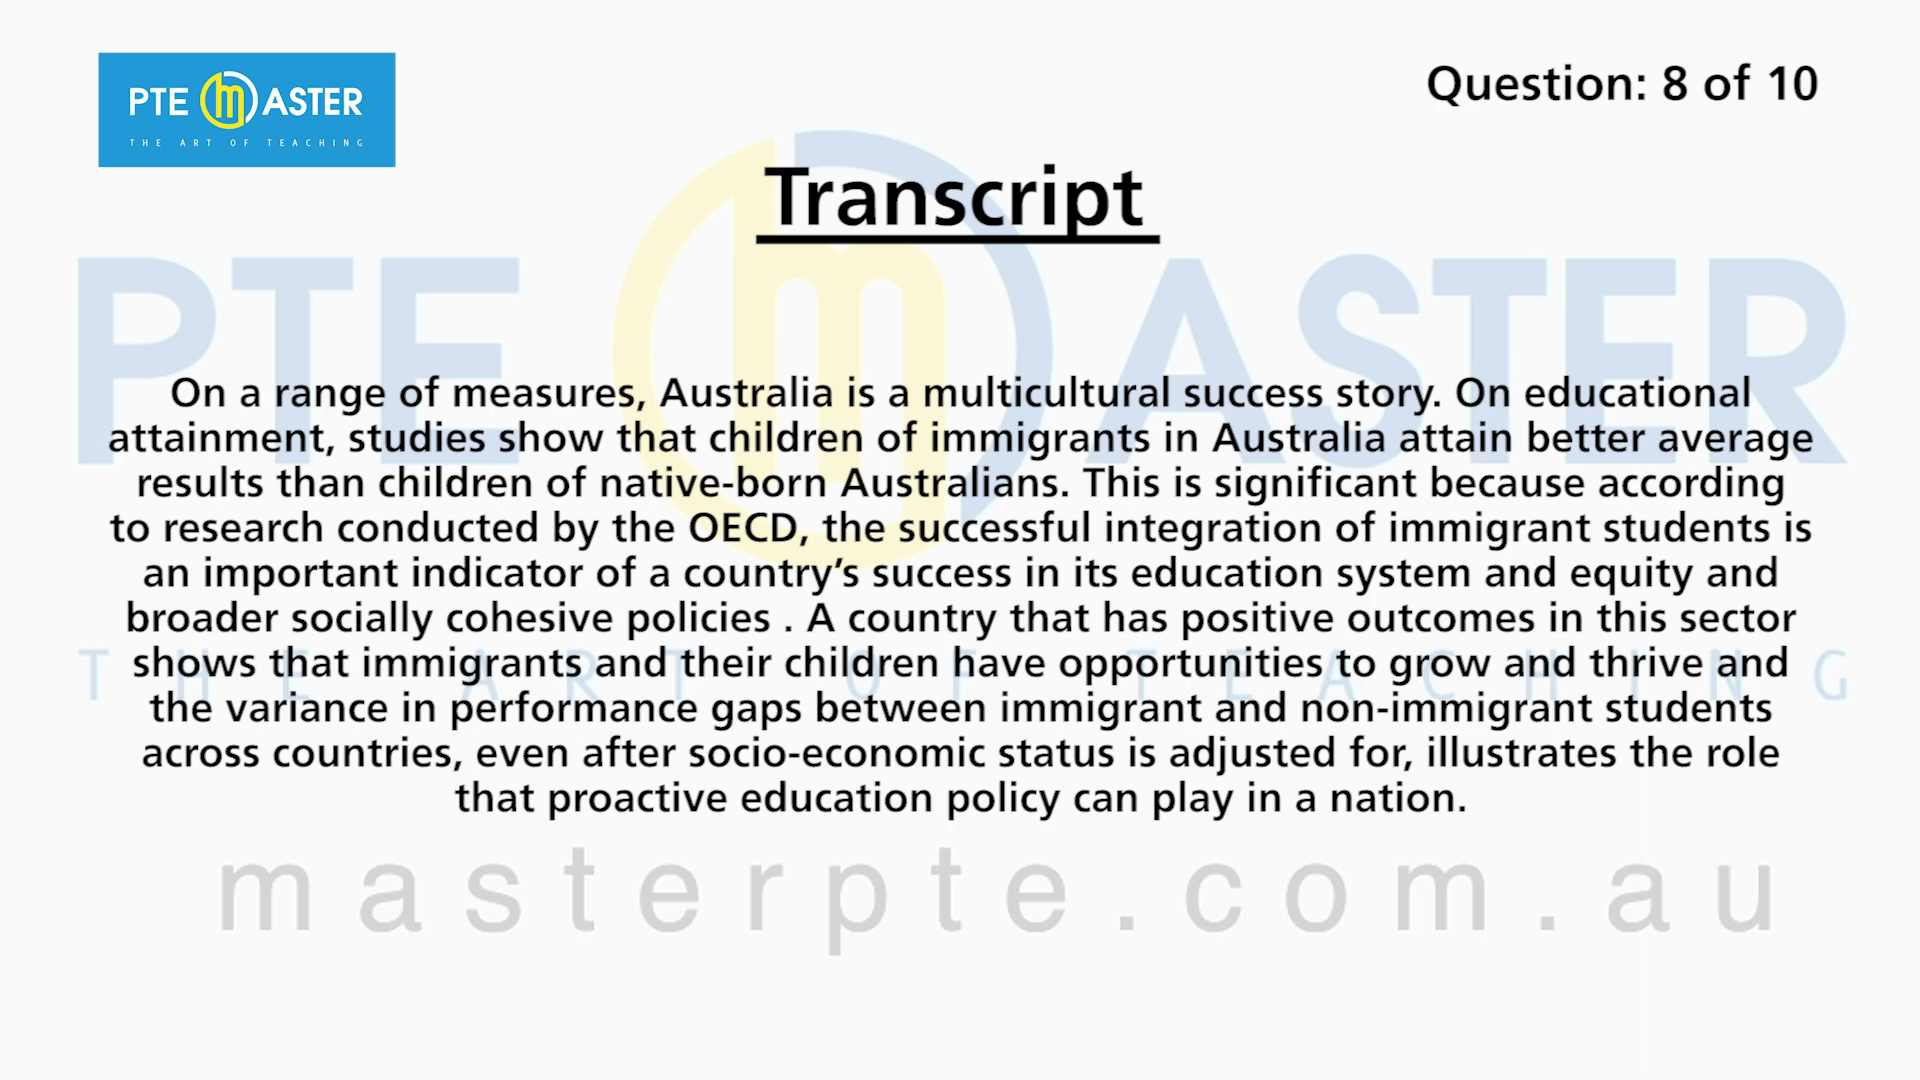 PTE MASTER
THE ART OF TEACHING
Question: 8 of 10
Transcript
On a range of measures, Australia is a multicultural success story. On educational
attainment, studies show that children of immigrants in Australia attain better average
results than children of native-born Australians. This is significant because according
to research conducted by the OECD, the successful integration of immigrant students is
an important indicator of a country’s success in its education system and equity and
broader socially cohesive policies . A country that has positive outcomes in this sector
shows that immigrants and their children have opportunities to grow and thrive and
the variance in performance gaps between immigrant and non-immigrant students
across countries, even after socio-economic status is adjusted for, illustrates the role
that proactive education policy can play in a nation.
PTE MASTER
THE ART OF TEACHING
masterpte.com.au